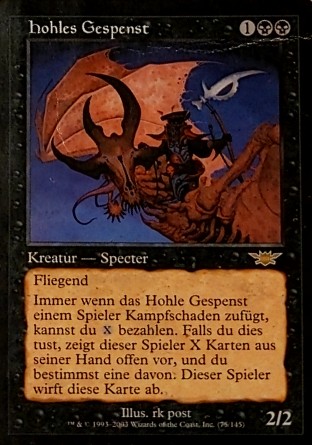 Hohles Gespenst 1
Kreatur — Specter
Fliegend
Immer wenn das Hohle Gespenst
einem Spieler Kampfschaden zufügt,
kannst du X bezahlen. Falls du dies
tust, zeigt dieser Spieler X Karten aus
seiner Hand offen vor, und du
bestimmst eine davon. Dieser Spieler
wirft diese Karte ab.
Illus. rk post
™ & © 1993-2003 Wizards of the Coast, Inc. (75/145)
2/2